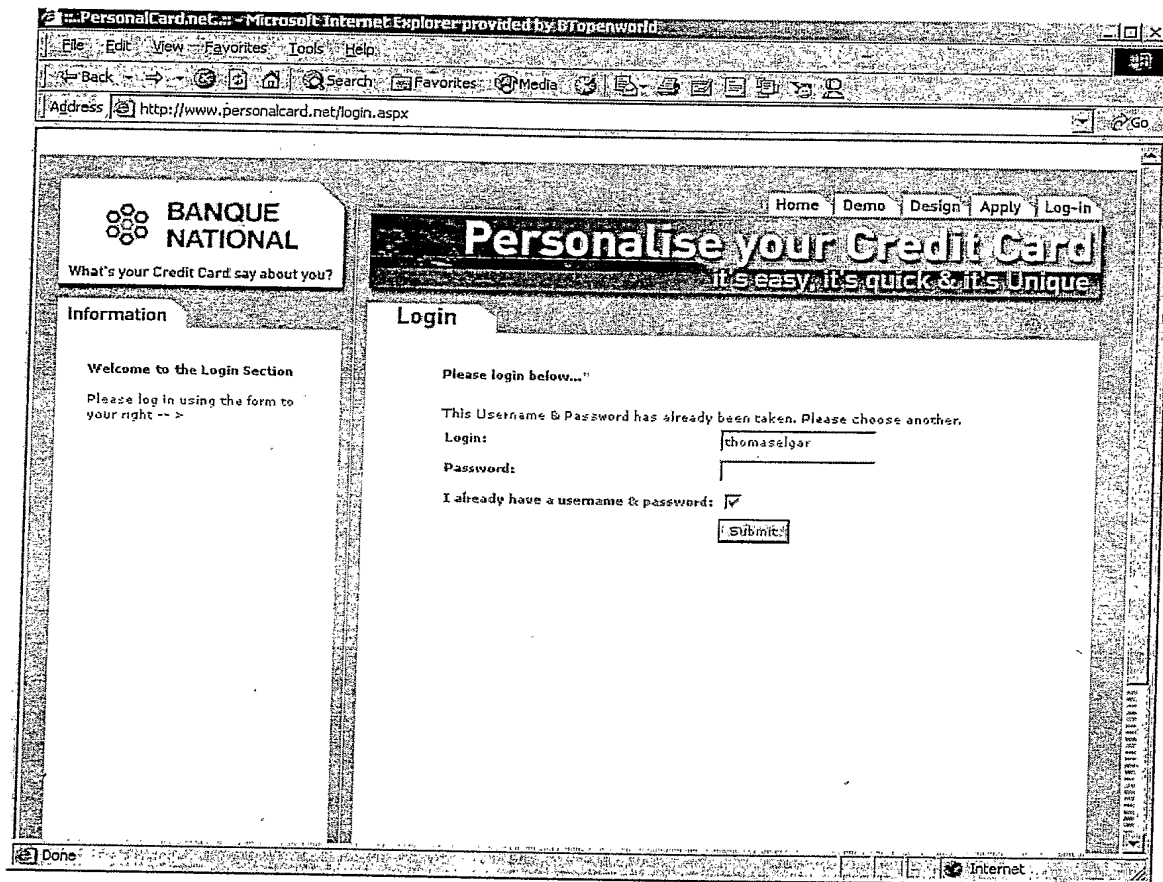 ::.PersonalCard.net.:: - Microsoft Internet Explorer provided by BTopenworld
File Edit View Favorites Tools Help
Back Search Favorites Media
Address http://www.personalcard.net/login.aspx Go
Home Demo Design Apply Log-in
BANQUE
NATIONAL
What's your Credit Card say about you?
Personalise your Credit Card
it's easy, it's quick & it's Unique
Information
Welcome to the Login Section
Please log in using the form to
your right -- >
Login
Please login below..."
This Username & Password has already been taken. Please choose another.
Login: thomaselgar
Password:
I already have a username & password:
Submit
Done Internet